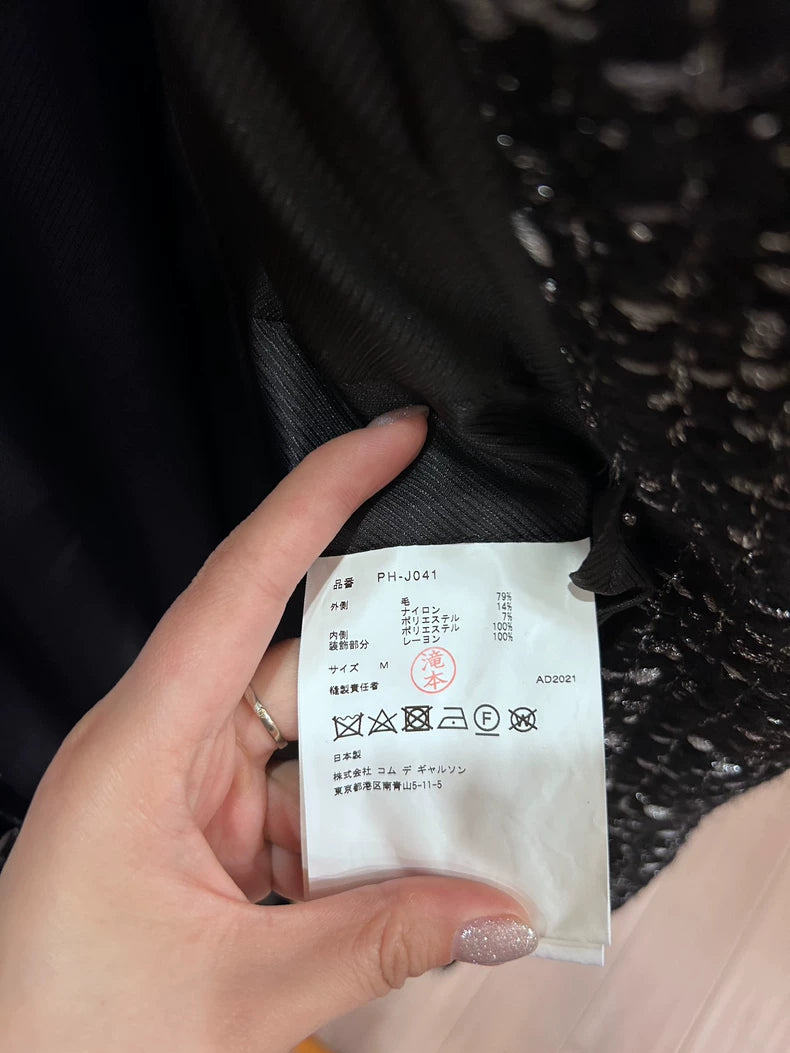 品番 PH-J041
外側 毛 79%
ナイロン 14%
ポリエステル 7%
内側 ポリエステル 100%
装飾部分 レーヨン 100%
サイズ M
滝本
縫製責任者
AD2021
F W
日本製
株式会社 コム デ ギャルソン
東京都港区南青山5-11-5